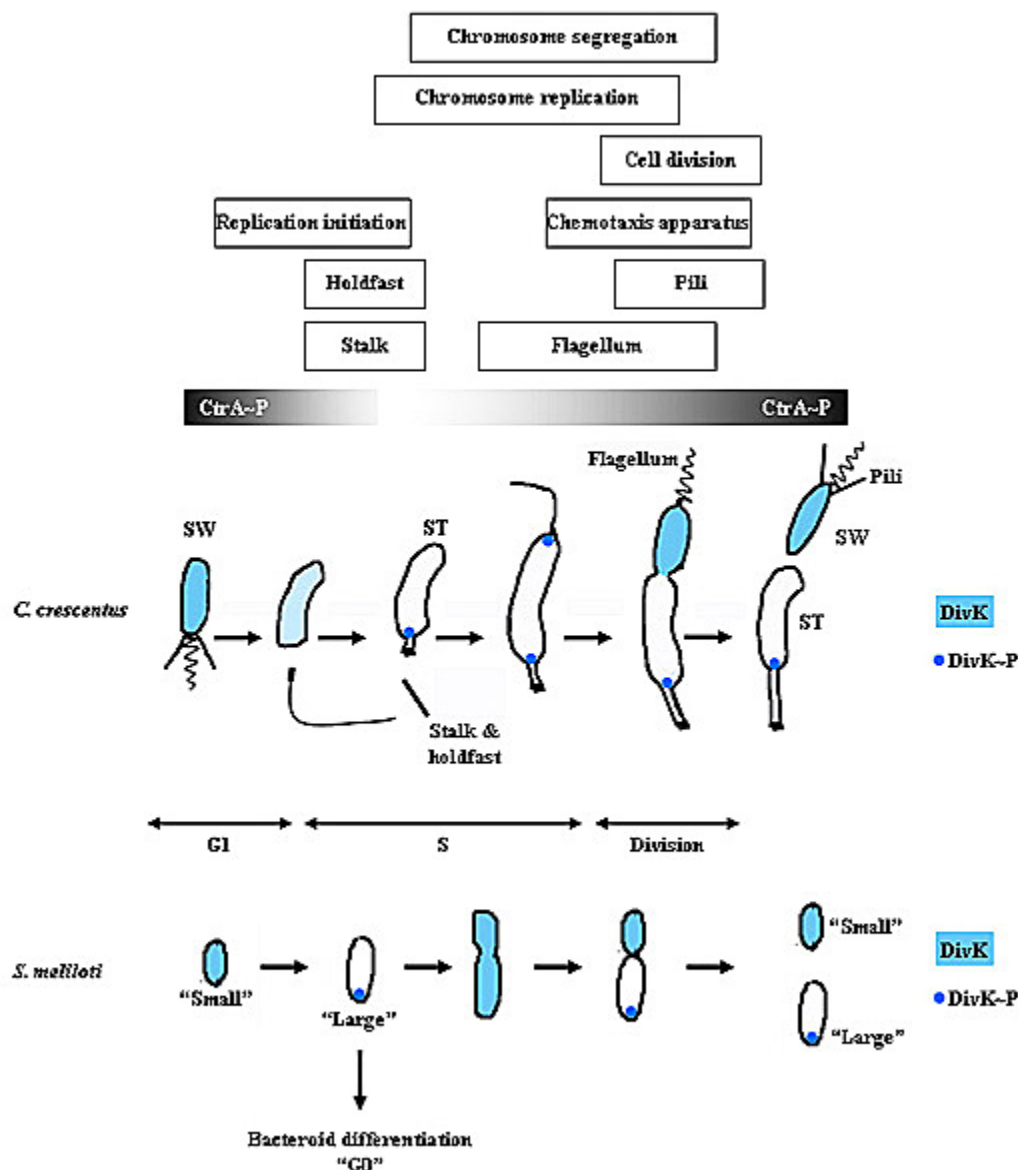 Chromosome segregation
Chromosome replication
Cell division
Replication initiation
Chemotaxis apparatus
Holdfast
Pili
Stalk
Flagellum
CtrA~P
CtrA~P
Flagellum
Pili
SW
ST
SW
C. crescentus
ST
DivK
DivK~P
Stalk &
holdfast
G1
S
Division
"Small"
S. meliloti
"Small"
"Large"
"Large"
DivK
DivK~P
Bacteroid differentiation
"G0"